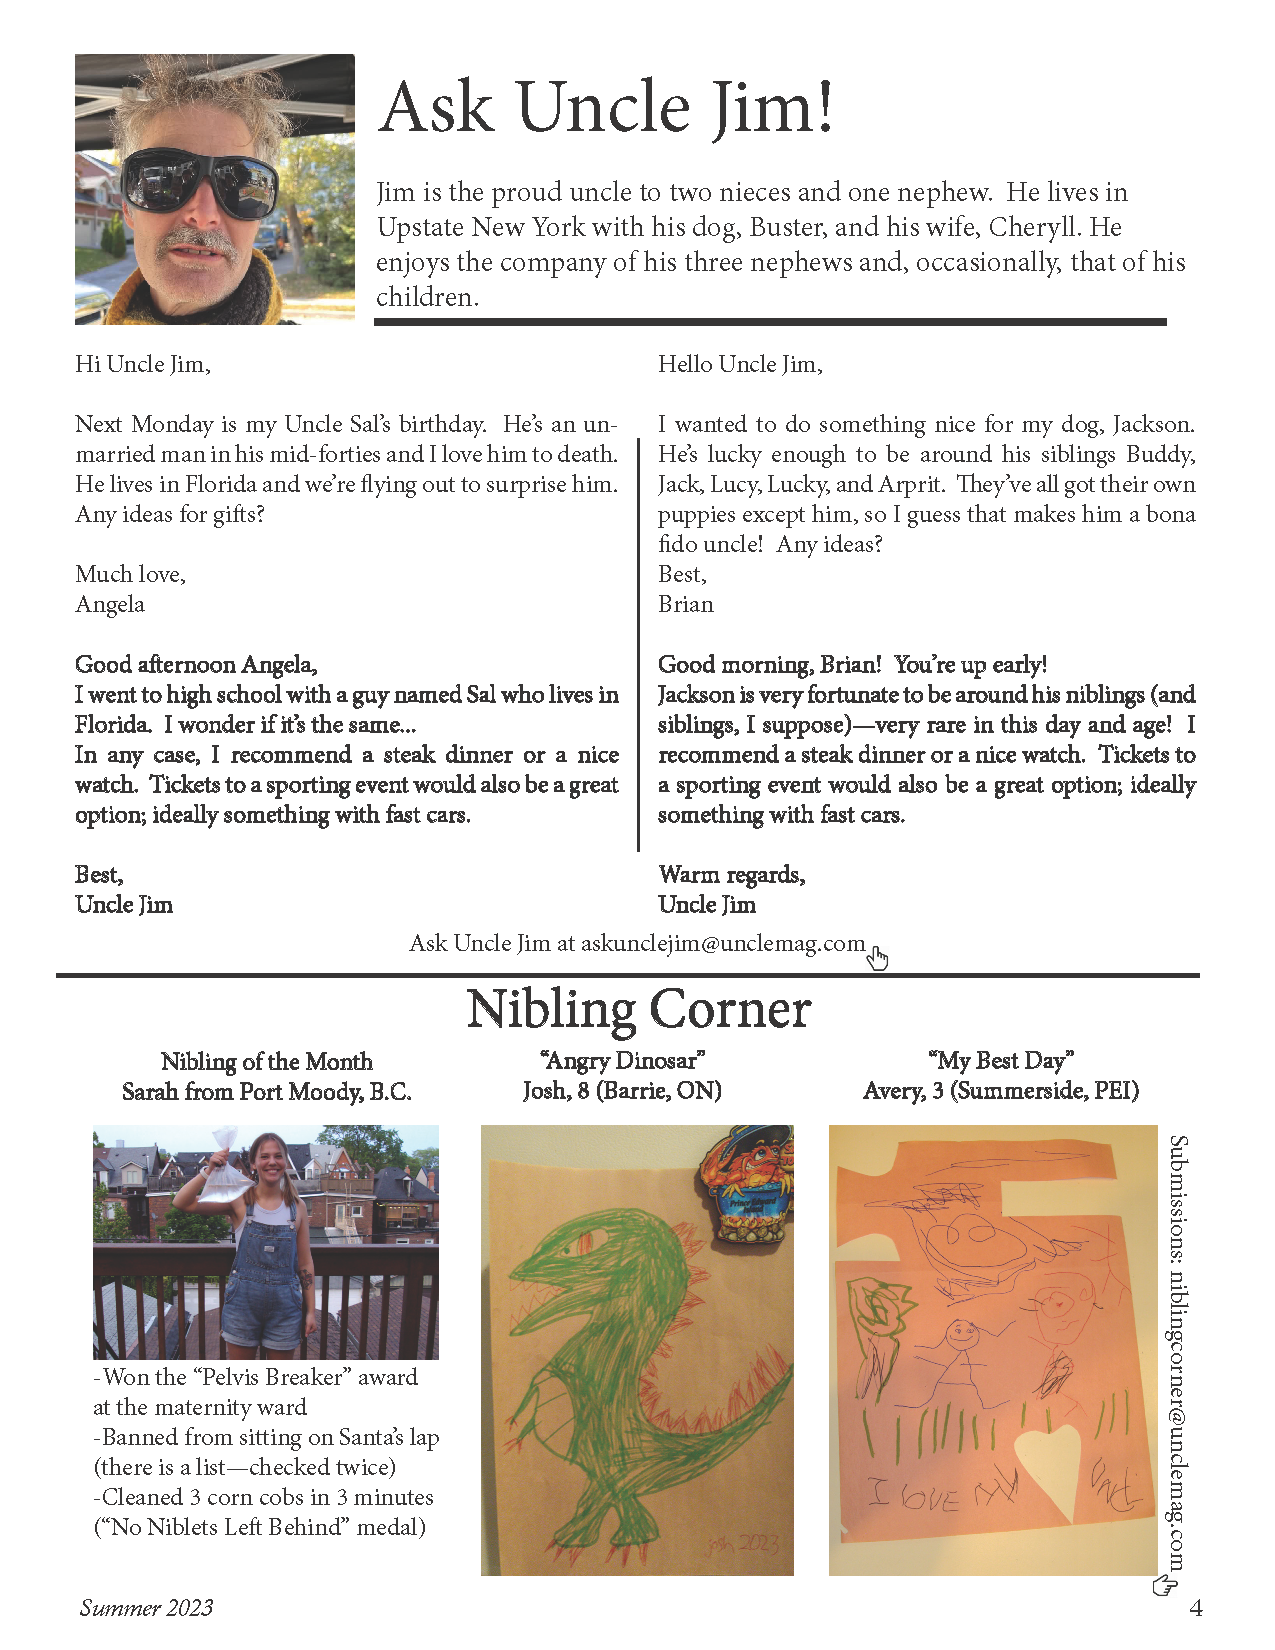 Ask Uncle Jim!
Jim is the proud uncle to two nieces and one nephew. He lives in
Upstate New York with his dog, Buster, and his wife, Cheryll. He
enjoys the company of his three nephews and, occasionally, that of his
children.
Hi Uncle Jim,
Next Monday is my Uncle Sal's birthday. He's an un-
married man in his mid-forties and I love him to death.
He lives in Florida and we're flying out to surprise him.
Any ideas for gifts?
Much love,
Angela
Good afternoon Angela,
I went to high school with a guy named Sal who lives in
Florida. I wonder if it's the same...
In any case, I recommend a steak dinner or a nice
watch. Tickets to a sporting event would also be a great
option; ideally something with fast cars.
Best,
Uncle Jim
Hello Uncle Jim,
I wanted to do something nice for my dog, Jackson.
He's lucky enough to be around his siblings Buddy,
Jack, Lucy, Lucky, and Arprit. They've all got their own
puppies except him, so I guess that makes him a bona
fido uncle! Any ideas?
Best,
Brian
Good morning, Brian! You're up early!
Jackson is very fortunate to be around his niblings (and
siblings, I suppose)—very rare in this day and age! I
recommend a steak dinner or a nice watch. Tickets to
a sporting event would also be a great option; ideally
something with fast cars.
Warm regards,
Uncle Jim
Ask Uncle Jim at askunclejim@unclemag.com
Nibling Corner
Nibling of the Month
Sarah from Port Moody, B.C.
-Won the “Pelvis Breaker” award
at the maternity ward
-Banned from sitting on Santa's lap
(there is a list—checked twice)
-Cleaned 3 corn cobs in 3 minutes
(“No Niblets Left Behind” medal)
“Angry Dinosar”
Josh, 8 (Barrie, ON)
Prince Edward
Island
josh 2023
“My Best Day”
Avery, 3 (Summerside, PEI)
I LOVE MY
Submissions: niblingcorner@unclemag.com
Summer 2023
4